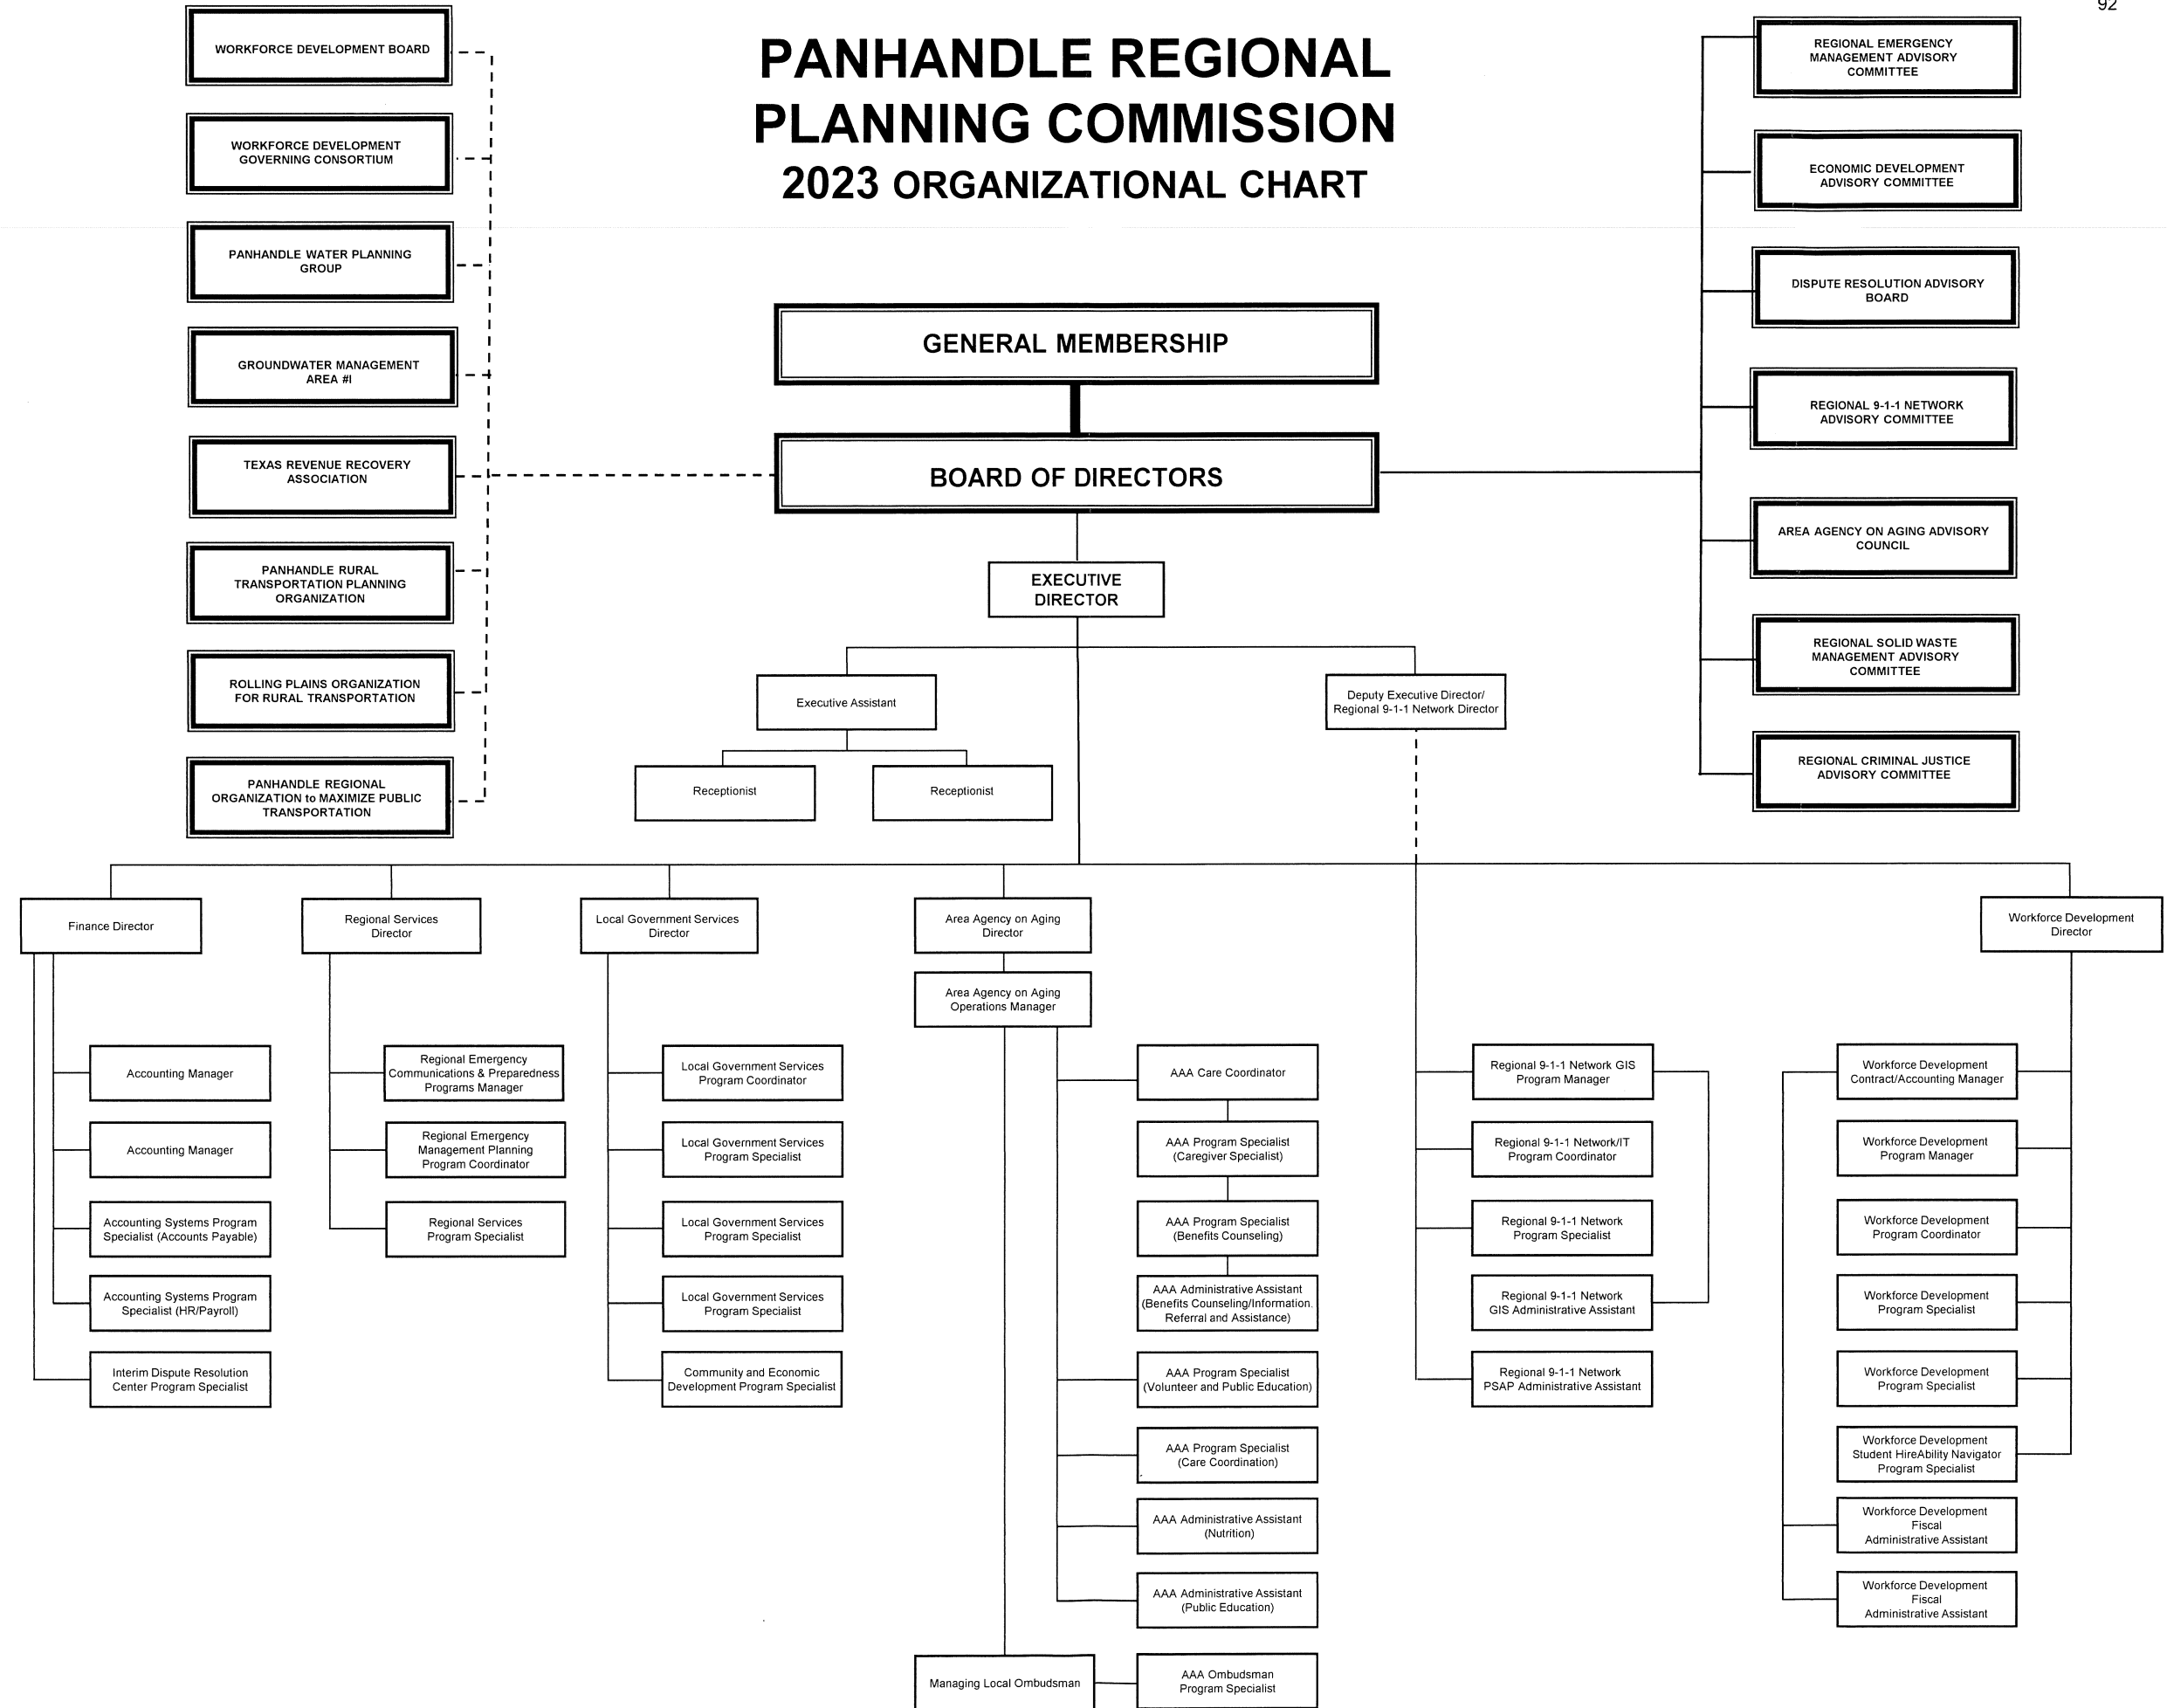 92
PANHANDLE REGIONAL
PLANNING COMMISSION
2023 ORGANIZATIONAL CHART
WORKFORCE DEVELOPMENT BOARD
WORKFORCE DEVELOPMENT
GOVERNING CONSORTIUM
PANHANDLE WATER PLANNING
GROUP
GROUNDWATER MANAGEMENT
AREA #I
TEXAS REVENUE RECOVERY
ASSOCIATION
PANHANDLE RURAL
TRANSPORTATION PLANNING
ORGANIZATION
ROLLING PLAINS ORGANIZATION
FOR RURAL TRANSPORTATION
PANHANDLE REGIONAL
ORGANIZATION to MAXIMIZE PUBLIC
TRANSPORTATION
GENERAL MEMBERSHIP
BOARD OF DIRECTORS
EXECUTIVE
DIRECTOR
Executive Assistant
Deputy Executive Director/
Regional 9-1-1 Network Director
Receptionist
Receptionist
REGIONAL EMERGENCY
MANAGEMENT ADVISORY
COMMITTEE
ECONOMIC DEVELOPMENT
ADVISORY COMMITTEE
DISPUTE RESOLUTION ADVISORY
BOARD
REGIONAL 9-1-1 NETWORK
ADVISORY COMMITTEE
AREA AGENCY ON AGING ADVISORY
COUNCIL
REGIONAL SOLID WASTE
MANAGEMENT ADVISORY
COMMITTEE
REGIONAL CRIMINAL JUSTICE
ADVISORY COMMITTEE
Finance Director
Accounting Manager
Accounting Manager
Accounting Systems Program
Specialist (Accounts Payable)
Accounting Systems Program
Specialist (HR/Payroll)
Interim Dispute Resolution
Center Program Specialist
Regional Services
Director
Regional Emergency
Communications & Preparedness
Programs Manager
Regional Emergency
Management Planning
Program Coordinator
Regional Services
Program Specialist
Local Government Services
Director
Local Government Services
Program Coordinator
Local Government Services
Program Specialist
Local Government Services
Program Specialist
Local Government Services
Program Specialist
Community and Economic
Development Program Specialist
Area Agency on Aging
Director
Area Agency on Aging
Operations Manager
AAA Care Coordinator
AAA Program Specialist
(Caregiver Specialist)
AAA Program Specialist
(Benefits Counseling)
AAA Administrative Assistant
(Benefits Counseling/Information.
Referral and Assistance)
AAA Program Specialist
(Volunteer and Public Education)
AAA Program Specialist
(Care Coordination)
AAA Administrative Assistant
(Nutrition)
AAA Administrative Assistant
(Public Education)
Managing Local Ombudsman
AAA Ombudsman
Program Specialist
Regional 9-1-1 Network GIS
Program Manager
Regional 9-1-1 Network/IT
Program Coordinator
Regional 9-1-1 Network
Program Specialist
Regional 9-1-1 Network
GIS Administrative Assistant
Regional 9-1-1 Network
PSAP Administrative Assistant
Workforce Development
Director
Workforce Development
Contract/Accounting Manager
Workforce Development
Program Manager
Workforce Development
Program Coordinator
Workforce Development
Program Specialist
Workforce Development
Program Specialist
Workforce Development
Student HireAbility Navigator
Program Specialist
Workforce Development
Fiscal
Administrative Assistant
Workforce Development
Fiscal
Administrative Assistant